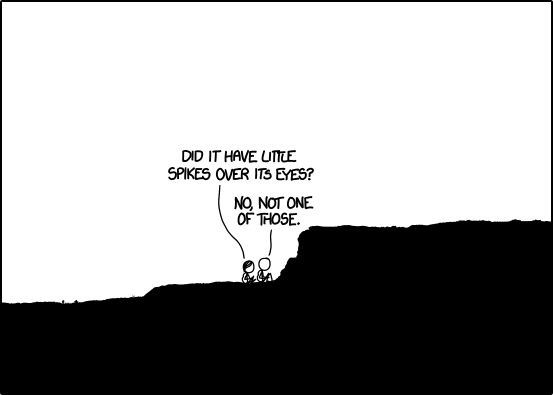 DID IT HAVE LITTLE
SPIKES OVER ITS EYES?
NO, NOT ONE
OF THOSE.